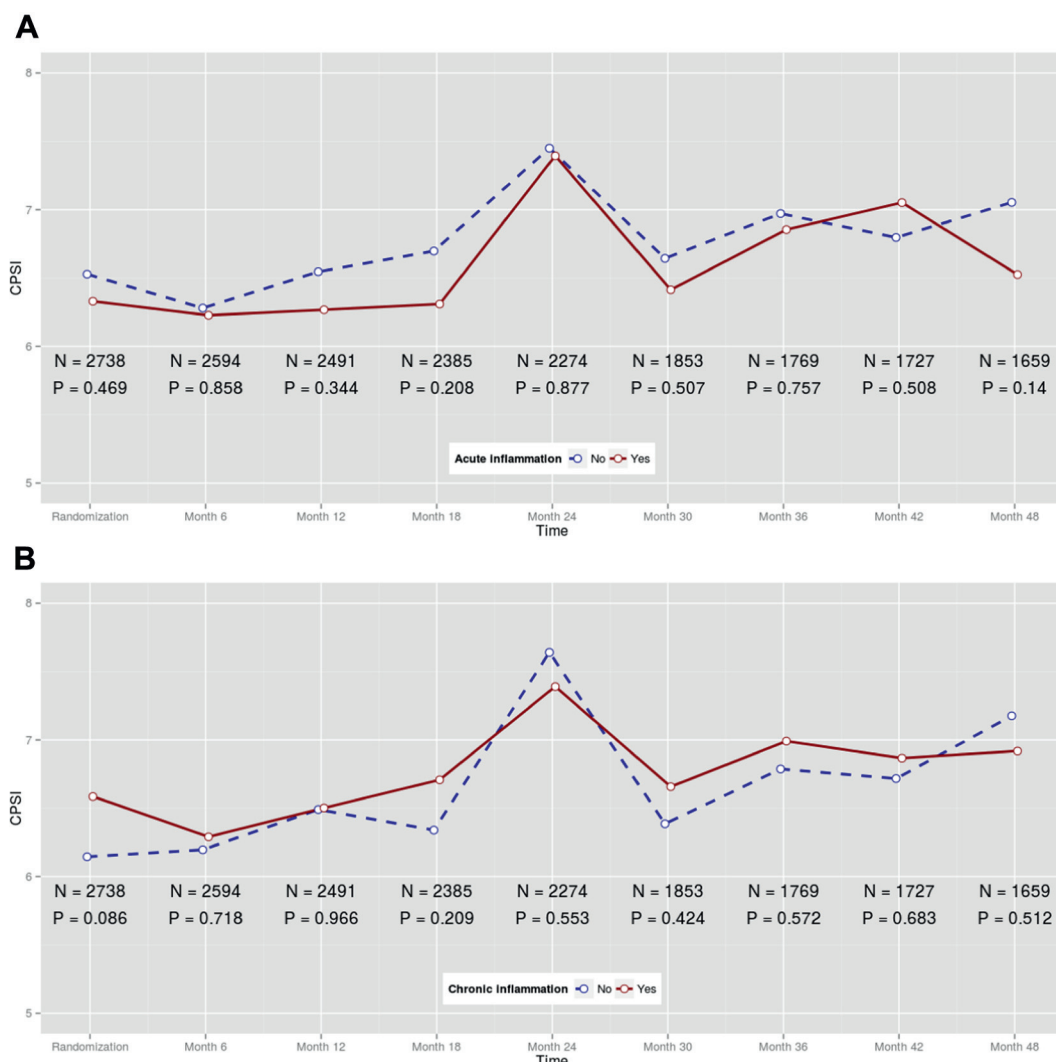 A
8
7
6
5
CPSI
N = 2738 N = 2594 N = 2491 N = 2385 N = 2274 N = 1853 N = 1769 N = 1727 N = 1659
P = 0.469 P = 0.858 P = 0.344 P = 0.208 P = 0.877 P = 0.507 P = 0.757 P = 0.508 P = 0.14
Acute inflammation No Yes
Randomization Month 6 Month 12 Month 18 Month 24 Month 30 Month 36 Month 42 Month 48
Time
B
8
7
6
5
CPSI
N = 2738 N = 2594 N = 2491 N = 2385 N = 2274 N = 1853 N = 1769 N = 1727 N = 1659
P = 0.086 P = 0.718 P = 0.966 P = 0.209 P = 0.553 P = 0.424 P = 0.572 P = 0.683 P = 0.512
Chronic inflammation No Yes
Randomization Month 6 Month 12 Month 18 Month 24 Month 30 Month 36 Month 42 Month 48
Time